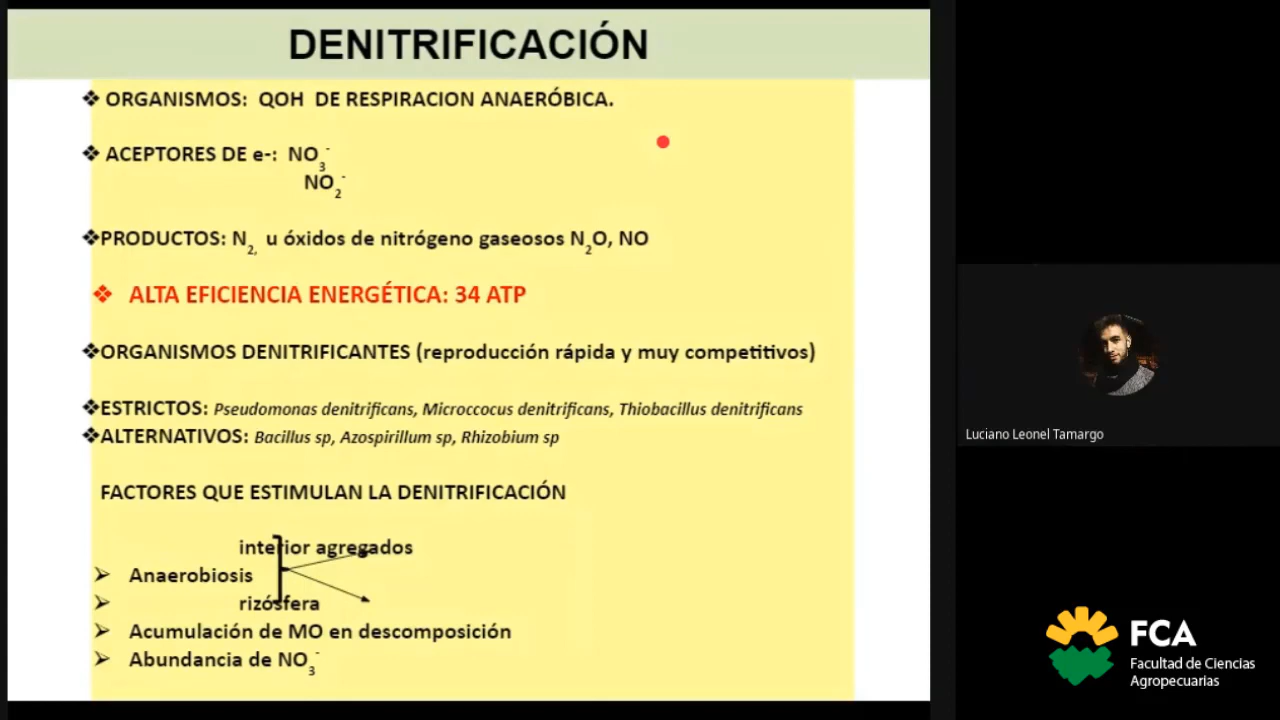 DENITRIFICACIÓN
❖ ORGANISMOS: QOH DE RESPIRACION ANAERÓBICA.
❖ ACEPTORES DE e-: NO₃⁻
NO₂⁻
❖PRODUCTOS: N₂, u óxidos de nitrógeno gaseosos N₂O, NO
❖ ALTA EFICIENCIA ENERGÉTICA: 34 ATP
❖ORGANISMOS DENITRIFICANTES (reproducción rápida y muy competitivos)
❖ESTRICTOS: Pseudomonas denitrificans, Microccocus denitrificans, Thiobacillus denitrificans
❖ALTERNATIVOS: Bacillus sp, Azospirillum sp, Rhizobium sp
FACTORES QUE ESTIMULAN LA DENITRIFICACIÓN
interior agregados
➢ Anaerobiosis
➢ rizósfera
➢ Acumulación de MO en descomposición
➢ Abundancia de NO₃⁻
Luciano Leonel Tamargo
FCA
Facultad de Ciencias
Agropecuarias